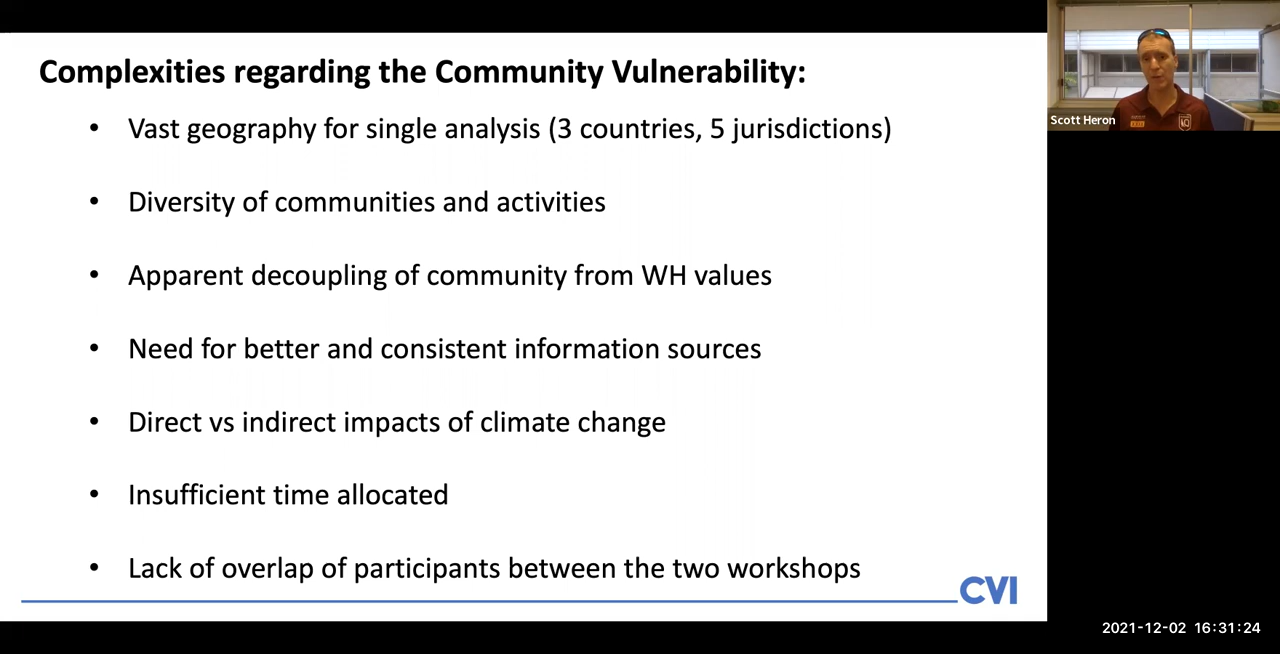 Complexities regarding the Community Vulnerability:
• Vast geography for single analysis (3 countries, 5 jurisdictions)
• Diversity of communities and activities
• Apparent decoupling of community from WH values
• Need for better and consistent information sources
• Direct vs indirect impacts of climate change
• Insufficient time allocated
• Lack of overlap of participants between the two workshops
CVI
Scott Heron
2021-12-02 16:31:24